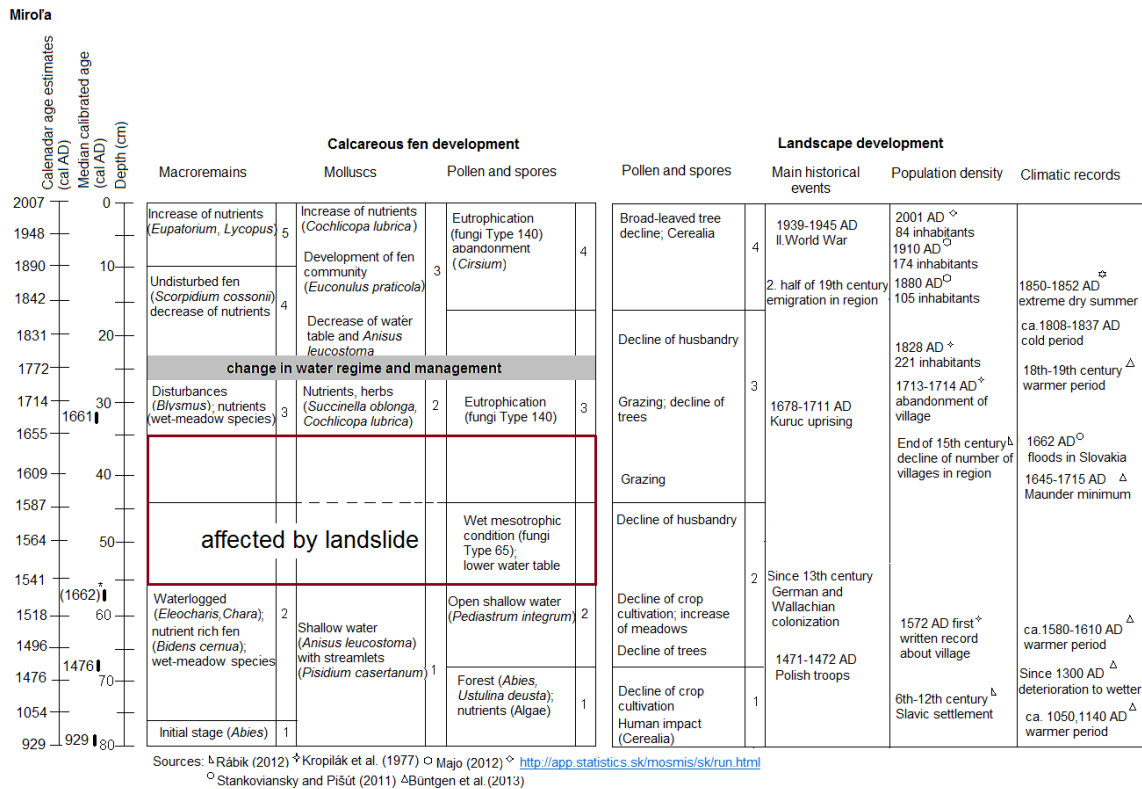 Miroľa
Calenadar age estimates
(cal AD)
Median calibrated age
(cal AD)
Depth (cm)
Calcareous fen development
Landscape development
Macroremains
Molluscs
Pollen and spores
Pollen and spores
Main historical
events
Population density
Climatic records
2007
1948
1890
1842
1831
1772
1714
1655
1609
1587
1564
1541
1518
1496
1476
1054
929
1661
(1662)*
1476
929
0
10
20
30
40
50
60
70
80
Increase of nutrients
(Eupatorium, Lycopus)
5
Undisturbed fen
(Scorpidium cossonii)
decrease of nutrients
4
Disturbances
(Blysmus); nutrients
(wet-meadow species)
3
Waterlogged
(Eleocharis,Chara);
nutrient rich fen
(Bidens cernua);
wet-meadow species
2
Initial stage (Abies)
1
Increase of nutrients
(Cochlicopa lubrica)
Development of fen
community
(Euconulus praticola)
3
Decrease of water
table and Anisus
leucostoma
change in water regime and management
Nutrients, herbs
(Succinella oblonga,
Cochlicopa lubrica)
2
affected by landslide
Shallow water
(Anisus leucostoma)
with streamlets
(Pisidium casertanum)
1
Eutrophication
(fungi Type 140)
abandonment
(Cirsium)
4
Eutrophication
(fungi Type 140)
3
Wet mesotrophic
condition (fungi
Type 65);
lower water table
Open shallow water
(Pediastrum integrum)
2
Forest (Abies,
Ustulina deusta);
nutrients (Algae)
1
Broad-leaved tree
decline; Cerealia
4
Decline of husbandry
Grazing; decline of
trees
3
Grazing
Decline of husbandry
Decline of crop
cultivation; increase
of meadows
2
Decline of trees
Decline of crop
cultivation
1
Human impact
(Cerealia)
1939-1945 AD
II.World War
2. half of 19th century
emigration in region
1678-1711 AD
Kuruc uprising
Since 13th century
German and
Wallachian
colonization
1471-1472 AD
Polish troops
2001 AD
84 inhabitants
1910 AD
174 inhabitants
1880 AD
105 inhabitants
1828 AD
221 inhabitants
1713-1714 AD
abandonment of
village
End of 15th century
decline of number of
villages in region
1572 AD first
written record
about village
6th-12th century
Slavic settlement
1850-1852 AD
extreme dry summer
ca.1808-1837 AD
cold period
18th-19th century
warmer period
1662 AD
floods in Slovakia
1645-1715 AD
Maunder minimum
ca.1580-1610 AD
warmer period
Since 1300 AD
deterioration to wetter
ca. 1050,1140 AD
warmer period
Sources: Rábik (2012) Kropilák et al. (1977) Majo (2012) http://app.statistics.sk/mosmis/sk/run.html
Stankoviansky and Pišút (2011) Büntgen et al.(2013)